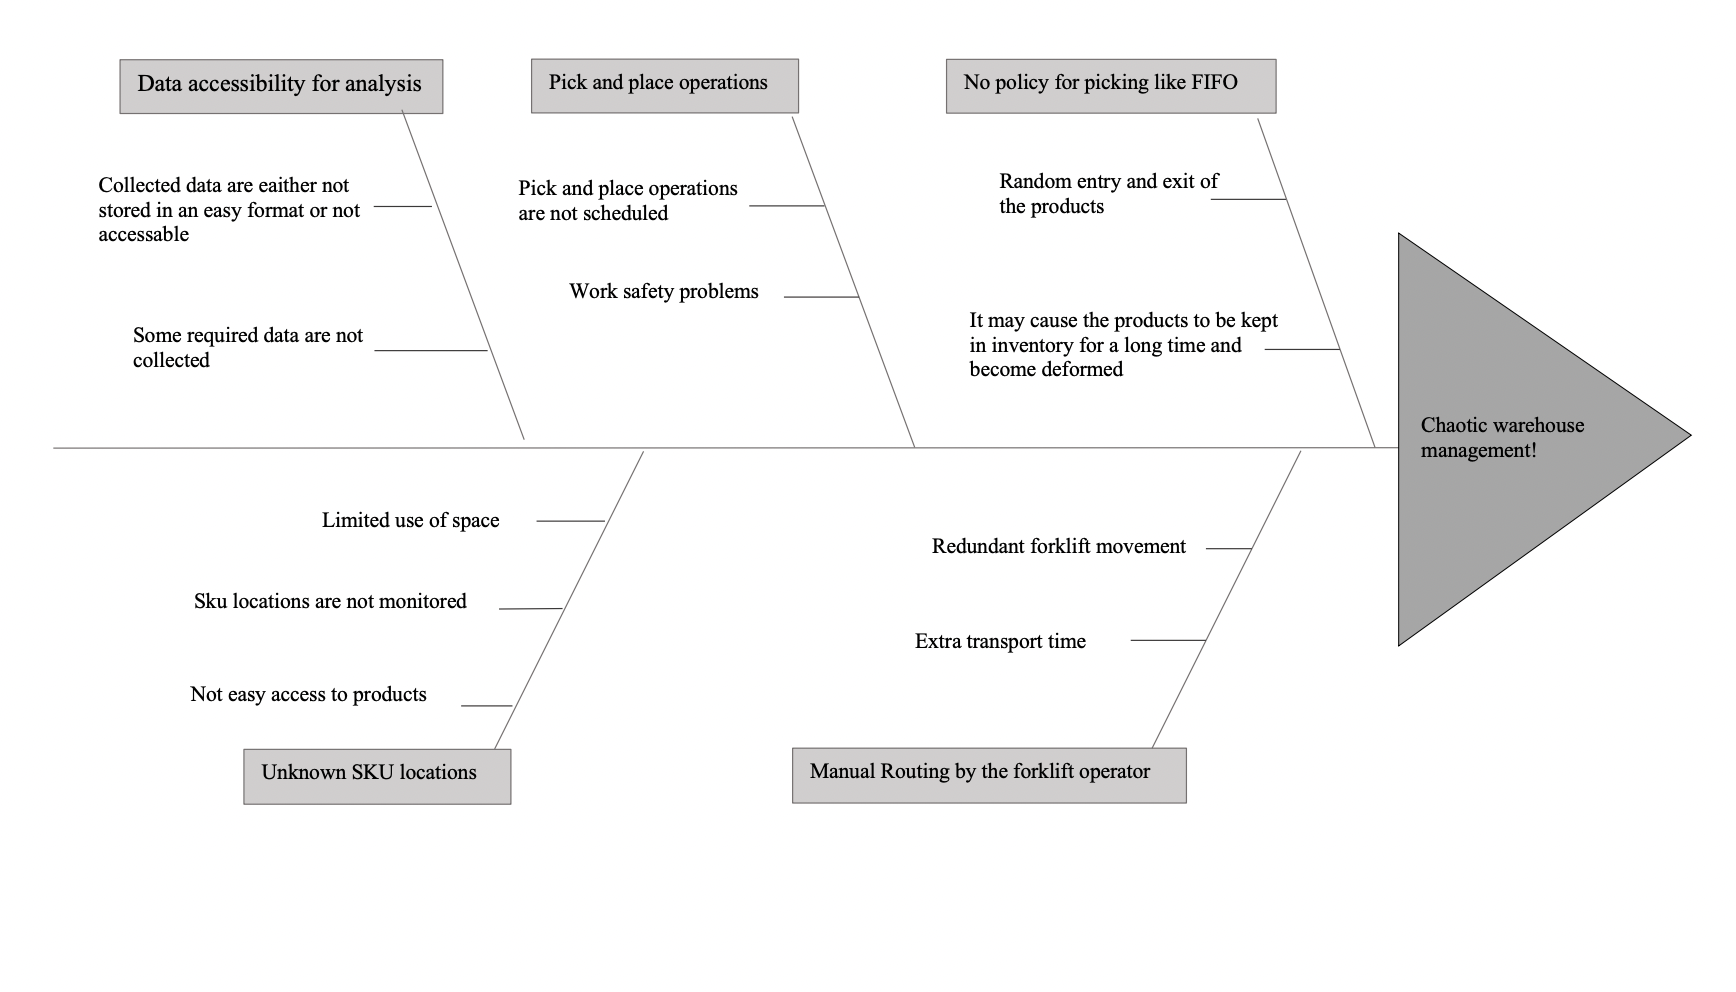 Data accessibility for analysis
Pick and place operations
No policy for picking like FIFO
Collected data are eaither not
stored in an easy format or not
accessable
Some required data are not
collected
Pick and place operations
are not scheduled
Work safety problems
Random entry and exit of
the products
It may cause the products to be kept
in inventory for a long time and
become deformed
Chaotic warehouse
management!
Limited use of space
Sku locations are not monitored
Not easy access to products
Unknown SKU locations
Redundant forklift movement
Extra transport time
Manual Routing by the forklift operator